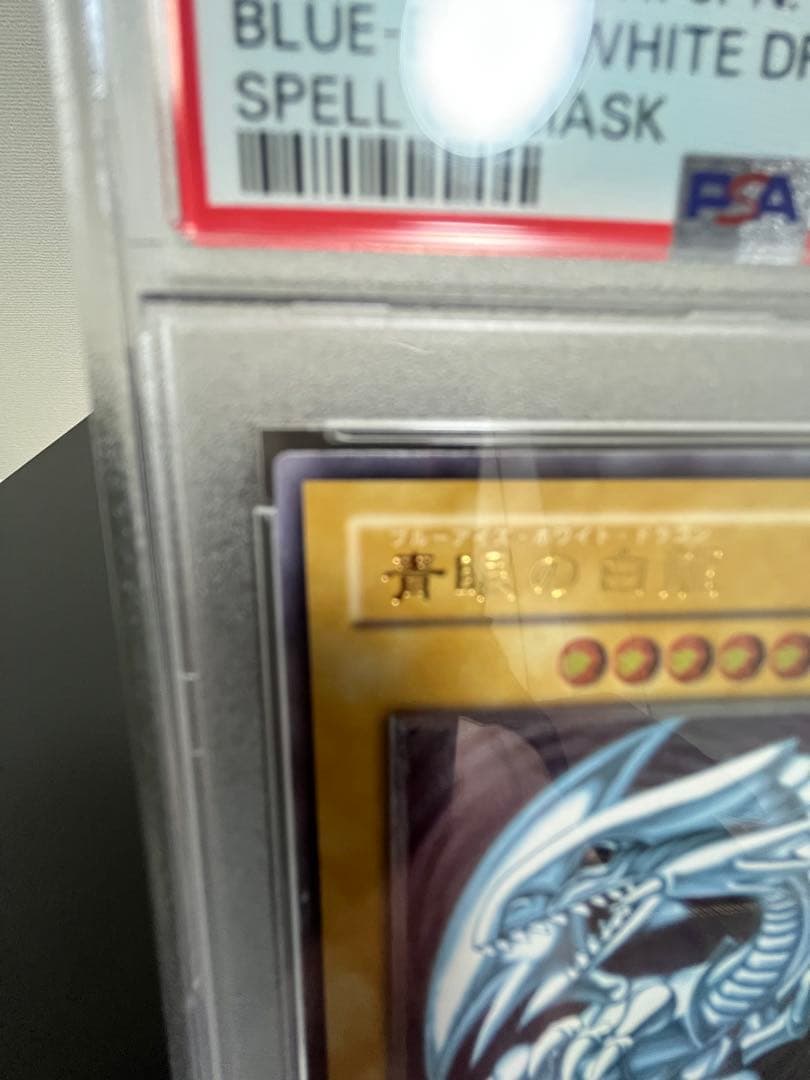 BLUE- WHITE DR
SPELL MASK
PSA
ブルーアイズ・ホワイト・ドラゴン
青眼の白龍